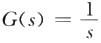 G(s) = 1/s